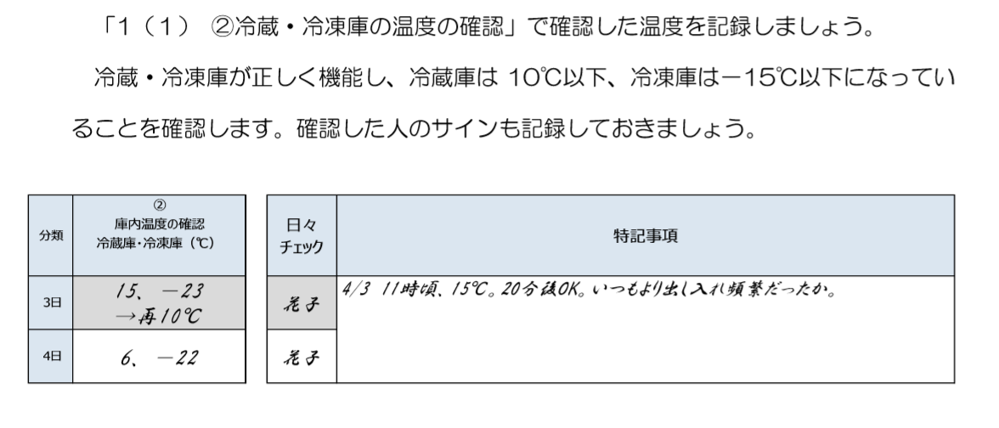 「1（1） ②冷蔵・冷凍庫の温度の確認」で確認した温度を記録しましょう。
冷蔵・冷凍庫が正しく機能し、冷蔵庫は 10℃以下、冷凍庫は－15℃以下になってい
ることを確認します。確認した人のサインも記録しておきましょう。
分類
②
庫内温度の確認
冷蔵庫・冷凍庫（℃）
日々
チェック
特記事項
3日
15、－23
→再10℃
花子
4/3 11時頃、15℃。20分後OK。いつもより出し入れ頻繁だったか。
4日
6、－22
花子